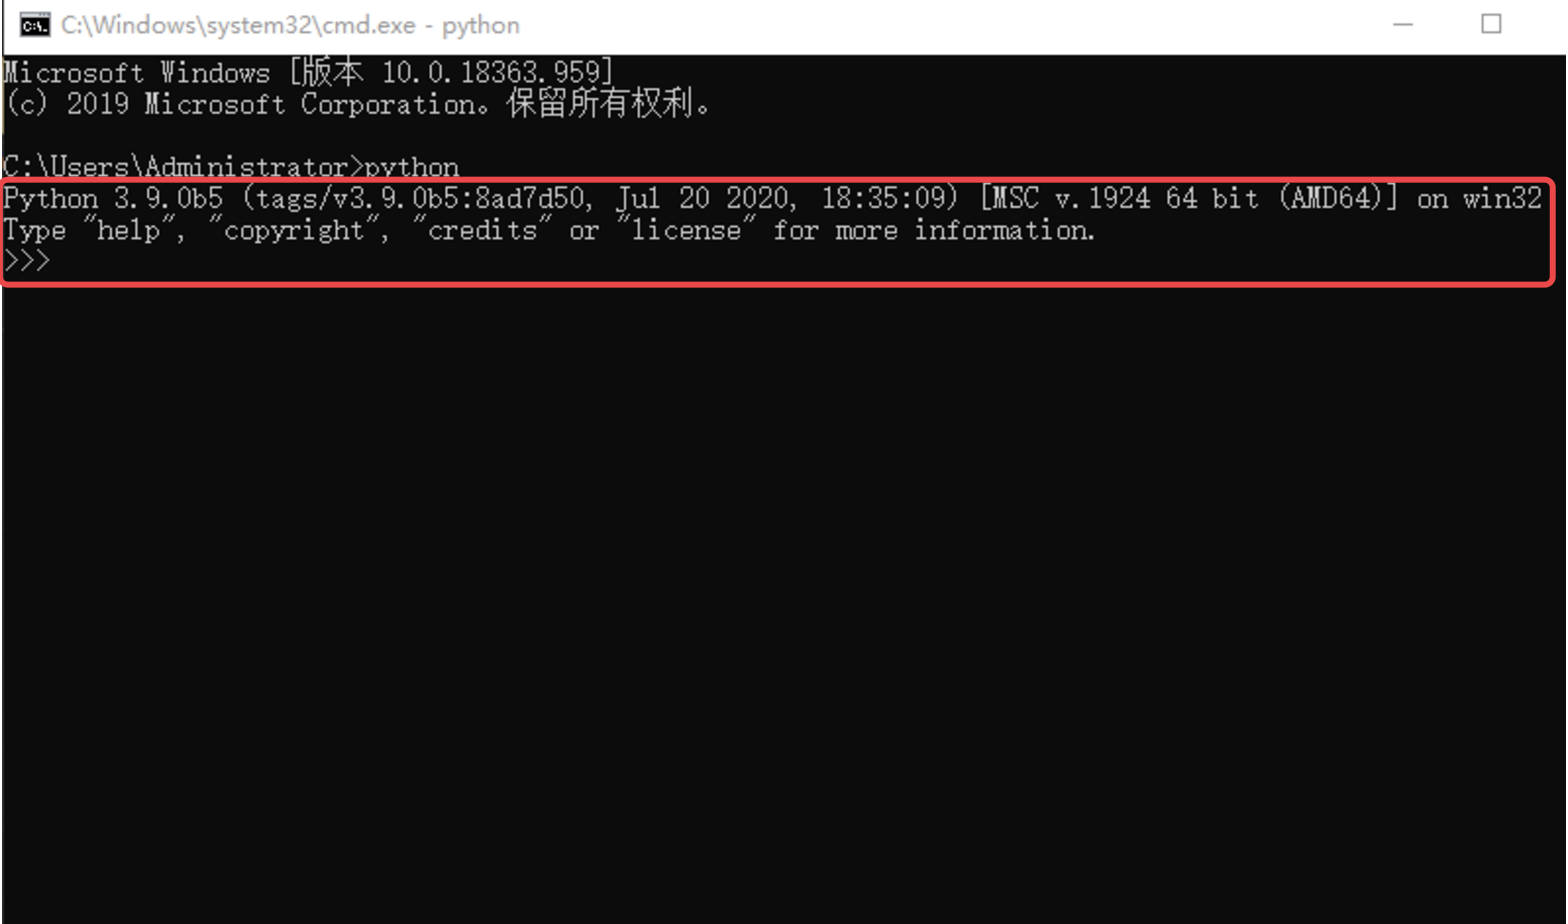 C:\Windows\system32\cmd.exe - python
Microsoft Windows [版本 10.0.18363.959]
(c) 2019 Microsoft Corporation。保留所有权利。
C:\Users\Administrator>python
Python 3.9.0b5 (tags/v3.9.0b5:8ad7d50, Jul 20 2020, 18:35:09) [MSC v.1924 64 bit (AMD64)] on win32
Type "help", "copyright", "credits" or "license" for more information.
>>>